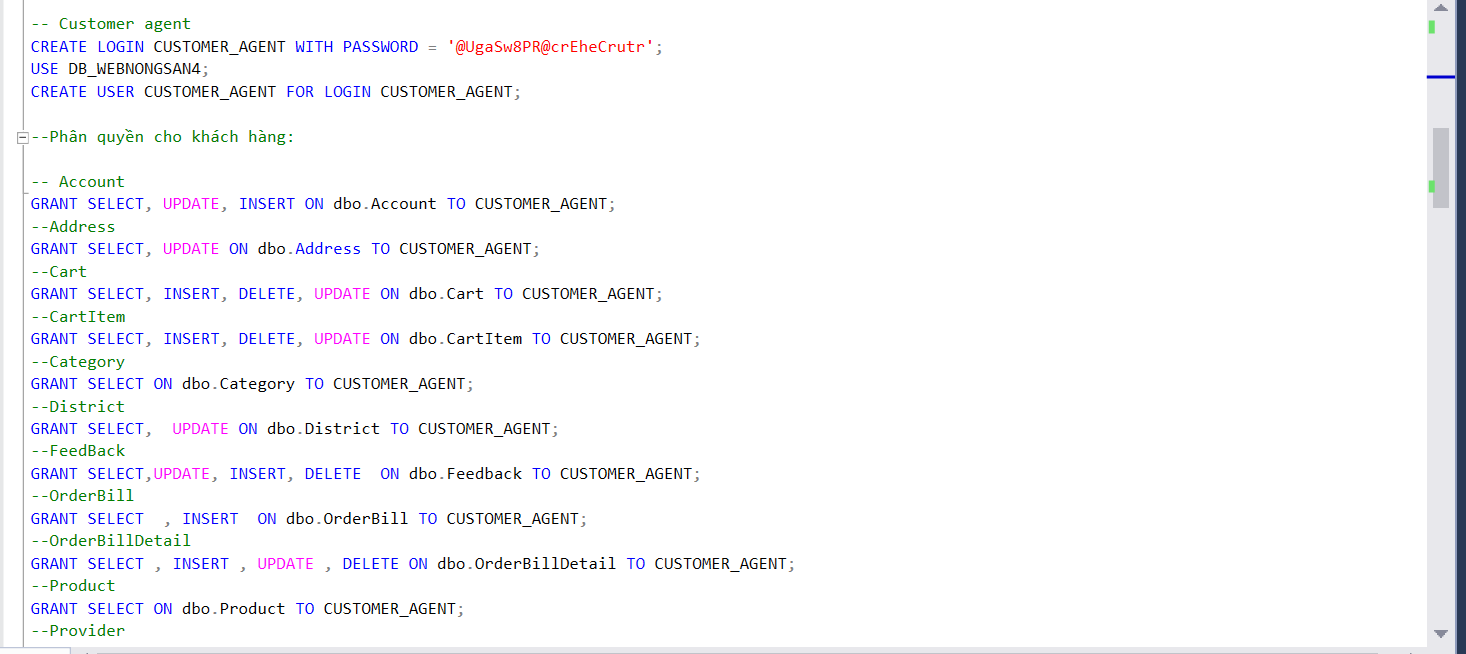 -- Customer agent
CREATE LOGIN CUSTOMER_AGENT WITH PASSWORD = '@UgaSw8PR@crEheCrutr';
USE DB_WEBNONGSAN4;
CREATE USER CUSTOMER_AGENT FOR LOGIN CUSTOMER_AGENT;
--Phân quyền cho khách hàng:
-- Account
GRANT SELECT, UPDATE, INSERT ON dbo.Account TO CUSTOMER_AGENT;
--Address
GRANT SELECT, UPDATE ON dbo.Address TO CUSTOMER_AGENT;
--Cart
GRANT SELECT, INSERT, DELETE, UPDATE ON dbo.Cart TO CUSTOMER_AGENT;
--CartItem
GRANT SELECT, INSERT, DELETE, UPDATE ON dbo.CartItem TO CUSTOMER_AGENT;
--Category
GRANT SELECT ON dbo.Category TO CUSTOMER_AGENT;
--District
GRANT SELECT,  UPDATE ON dbo.District TO CUSTOMER_AGENT;
--FeedBack
GRANT SELECT,UPDATE, INSERT, DELETE  ON dbo.Feedback TO CUSTOMER_AGENT;
--OrderBill
GRANT SELECT  , INSERT  ON dbo.OrderBill TO CUSTOMER_AGENT;
--OrderBillDetail
GRANT SELECT , INSERT , UPDATE , DELETE ON dbo.OrderBillDetail TO CUSTOMER_AGENT;
--Product
GRANT SELECT ON dbo.Product TO CUSTOMER_AGENT;
--Provider